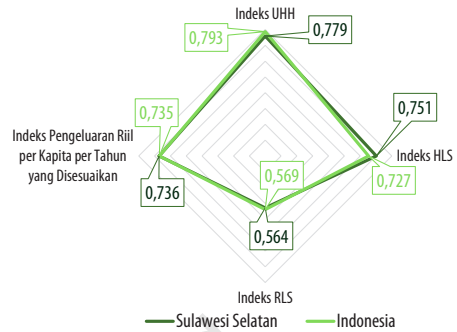 Indeks UHH
0,793
0,779
0,735
0,751
Indeks Pengeluaran Riil
per Kapita per Tahun
yang Disesuaikan
Indeks HLS
0,736
0,569
0,727
0,564
Indeks RLS
Sulawesi Selatan
Indonesia